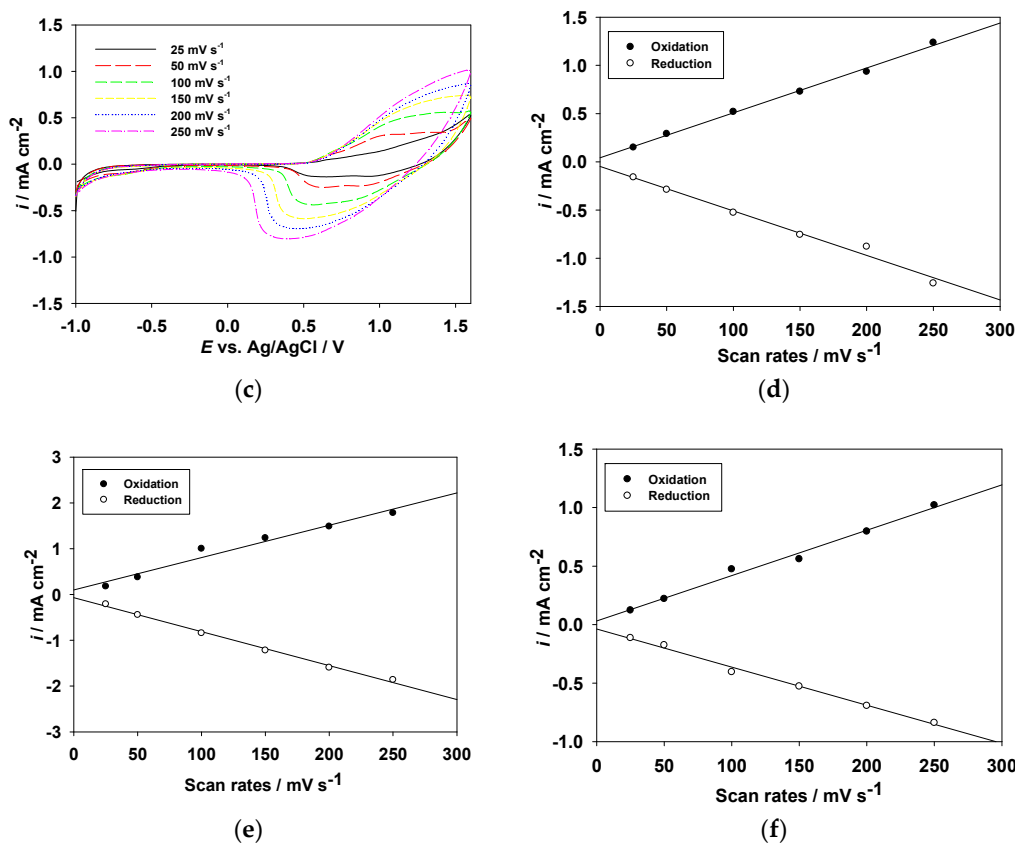 1.5
1.0
0.5
0.0
-0.5
-1.0
-1.5
i / mA cm-2
25 mV s-1
50 mV s-1
100 mV s-1
150 mV s-1
200 mV s-1
250 mV s-1
-1.0 -0.5 0.0 0.5 1.0 1.5
E vs. Ag/AgCl / V
(c)
1.5
1.0
0.5
0.0
-0.5
-1.0
-1.5
i / mA cm-2
Oxidation
Reduction
0 50 100 150 200 250 300
Scan rates / mV s-1
(d)
3
2
1
0
-1
-2
-3
i / mA cm-2
Oxidation
Reduction
0 50 100 150 200 250 300
Scan rates / mV s-1
(e)
1.5
1.0
0.5
0.0
-0.5
-1.0
i / mA cm-2
Oxidation
Reduction
0 50 100 150 200 250 300
Scan rates / mV s-1
(f)